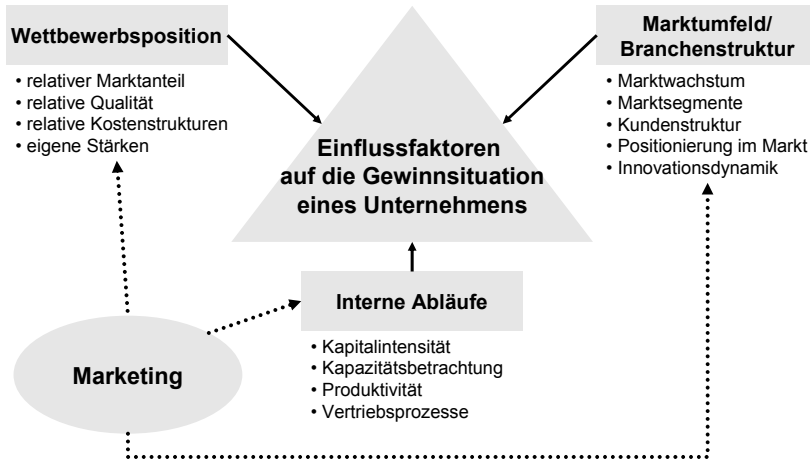 Wettbewerbsposition
• relativer Marktanteil
• relative Qualität
• relative Kostenstrukturen
• eigene Stärken
Marktumfeld/
Branchenstruktur
• Marktwachstum
• Marktsegmente
• Kundenstruktur
• Positionierung im Markt
• Innovationsdynamik
Einflussfaktoren
auf die Gewinnsituation
eines Unternehmens
Interne Abläufe
• Kapitalintensität
• Kapazitätsbetrachtung
• Produktivität
• Vertriebsprozesse
Marketing